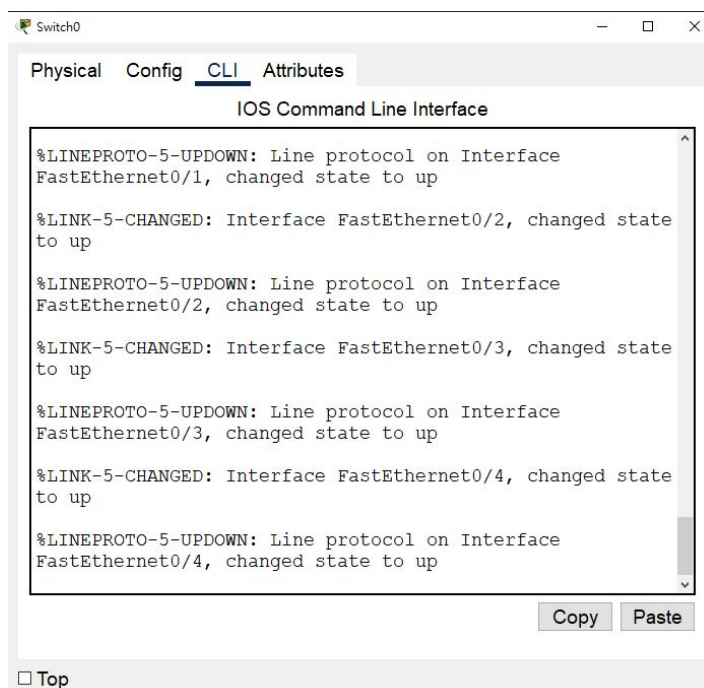 Switch0
Physical Config CLI Attributes
IOS Command Line Interface
%LINEPROTO-5-UPDOWN: Line protocol on Interface
FastEthernet0/1, changed state to up
%LINK-5-CHANGED: Interface FastEthernet0/2, changed state
to up
%LINEPROTO-5-UPDOWN: Line protocol on Interface
FastEthernet0/2, changed state to up
%LINK-5-CHANGED: Interface FastEthernet0/3, changed state
to up
%LINEPROTO-5-UPDOWN: Line protocol on Interface
FastEthernet0/3, changed state to up
%LINK-5-CHANGED: Interface FastEthernet0/4, changed state
to up
%LINEPROTO-5-UPDOWN: Line protocol on Interface
FastEthernet0/4, changed state to up
Copy Paste
Top